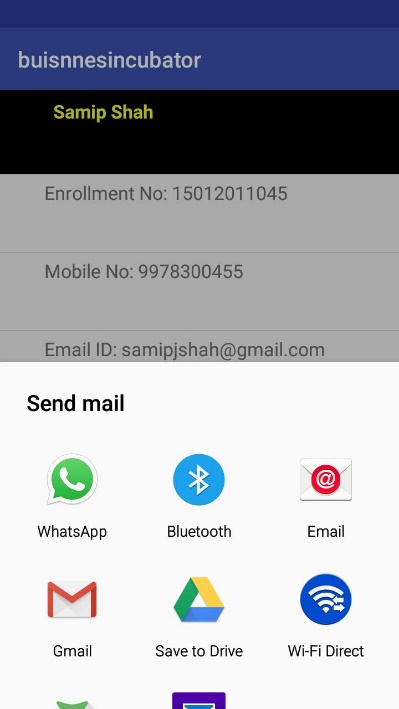 buisnnesincubator
Samip Shah
Enrollment No: 15012011045
Mobile No: 9978300455
Email ID: samipjshah@gmail.com
Send mail
WhatsApp
Bluetooth
Email
Gmail
Save to Drive
Wi-Fi Direct